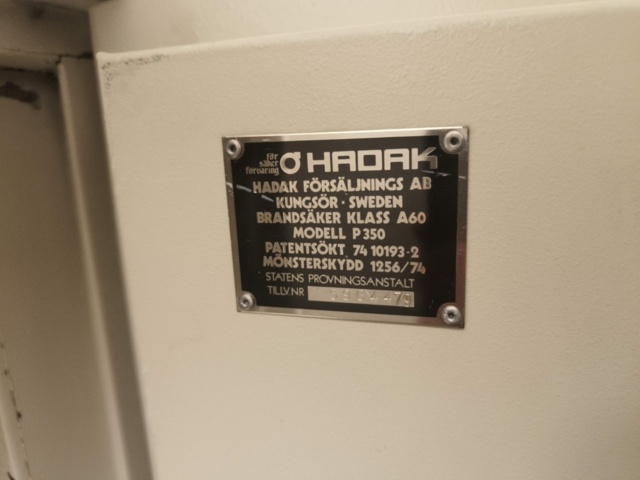 för
säker
förvaring
HADAK
HADAK FÖRSÄLJNINGS AB
KUNGSÖR · SWEDEN
BRANDSÄKER KLASS A60
MODELL P350
PATENTSÖKT 74 10193-2
MÖNSTERSKYDD 1256/74
STATENS PROVNINGSANSTALT
TILLV.NR